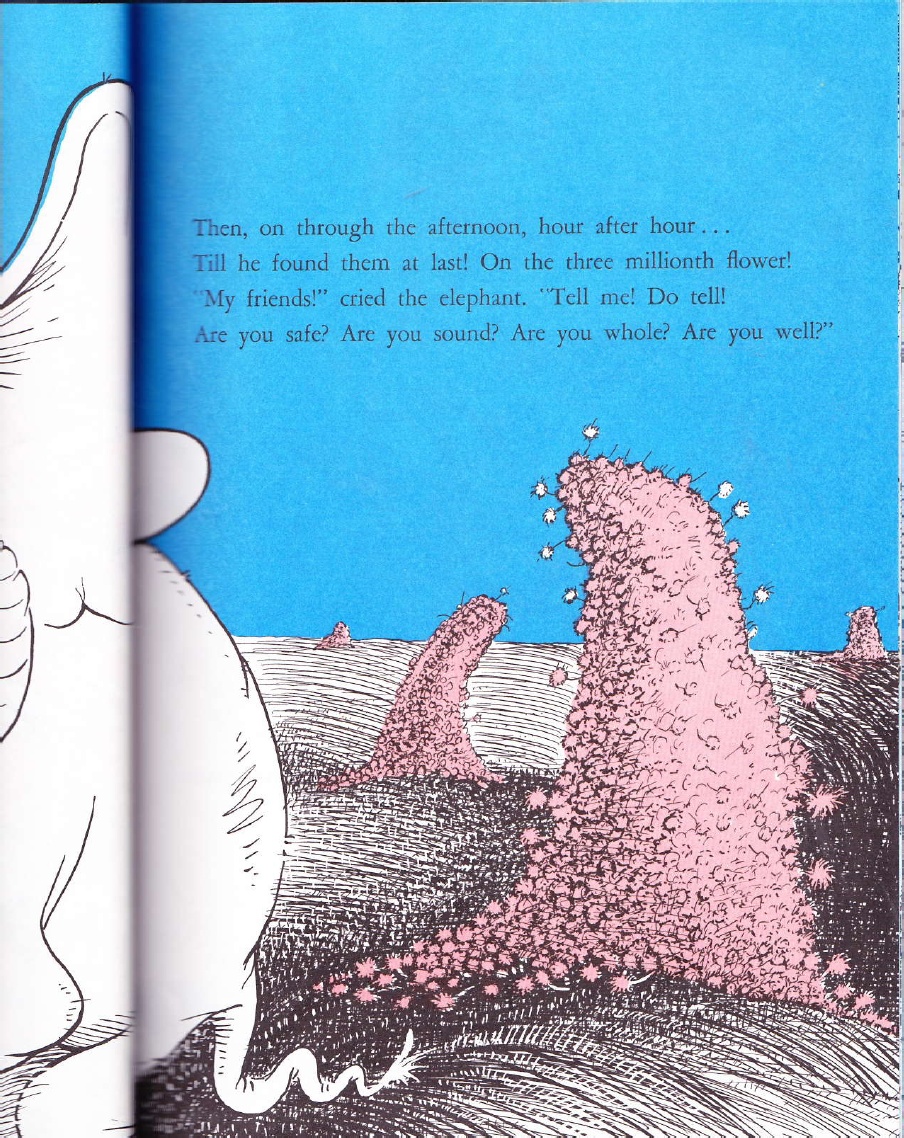 Then, on through the afternoon, hour after hour . . .
Till he found them at last! On the three millionth flower!
"My friends!" cried the elephant. "Tell me! Do tell!
Are you safe? Are you sound? Are you whole? Are you well?"